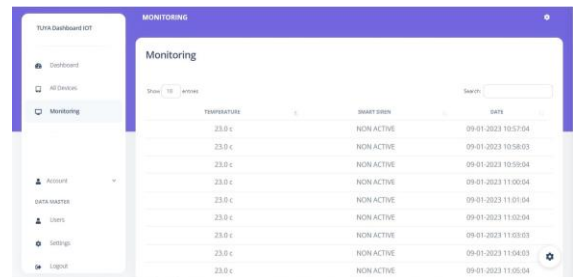 TUYA Dashboard IOT
Dashboard
All Devices
Monitoring
Account
DATA MASTER
Users
Settings
Logout
MONITORING
Monitoring
Show 10 entries
Search:
TEMPERATURE SMART SIREN DATE
23.0 c NON ACTIVE 09-01-2023 10:57:04
23.0 c NON ACTIVE 09-01-2023 10:58:03
23.0 c NON ACTIVE 09-01-2023 10:59:04
23.0 c NON ACTIVE 09-01-2023 11:00:04
23.0 c NON ACTIVE 09-01-2023 11:01:04
23.0 c NON ACTIVE 09-01-2023 11:02:04
23.0 c NON ACTIVE 09-01-2023 11:03:03
23.0 c NON ACTIVE 09-01-2023 11:04:03
23.0 c NON ACTIVE 09-01-2023 11:05:04